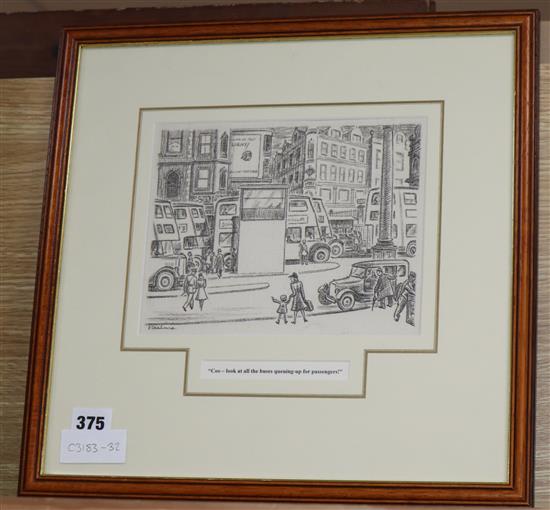 "Coo – look at all the buses queuing-up for passengers!"
375
C3183-32